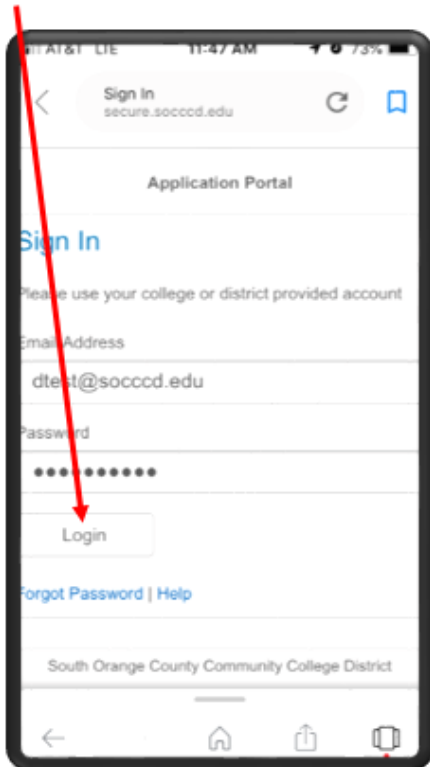 AT&T LTE 11:47 AM 73%
Sign In
secure.socccd.edu
Application Portal
Sign In
Please use your college or district provided account
Email Address
dtest@socccd.edu
Password
••••••••••
Login
Forgot Password | Help
South Orange County Community College District